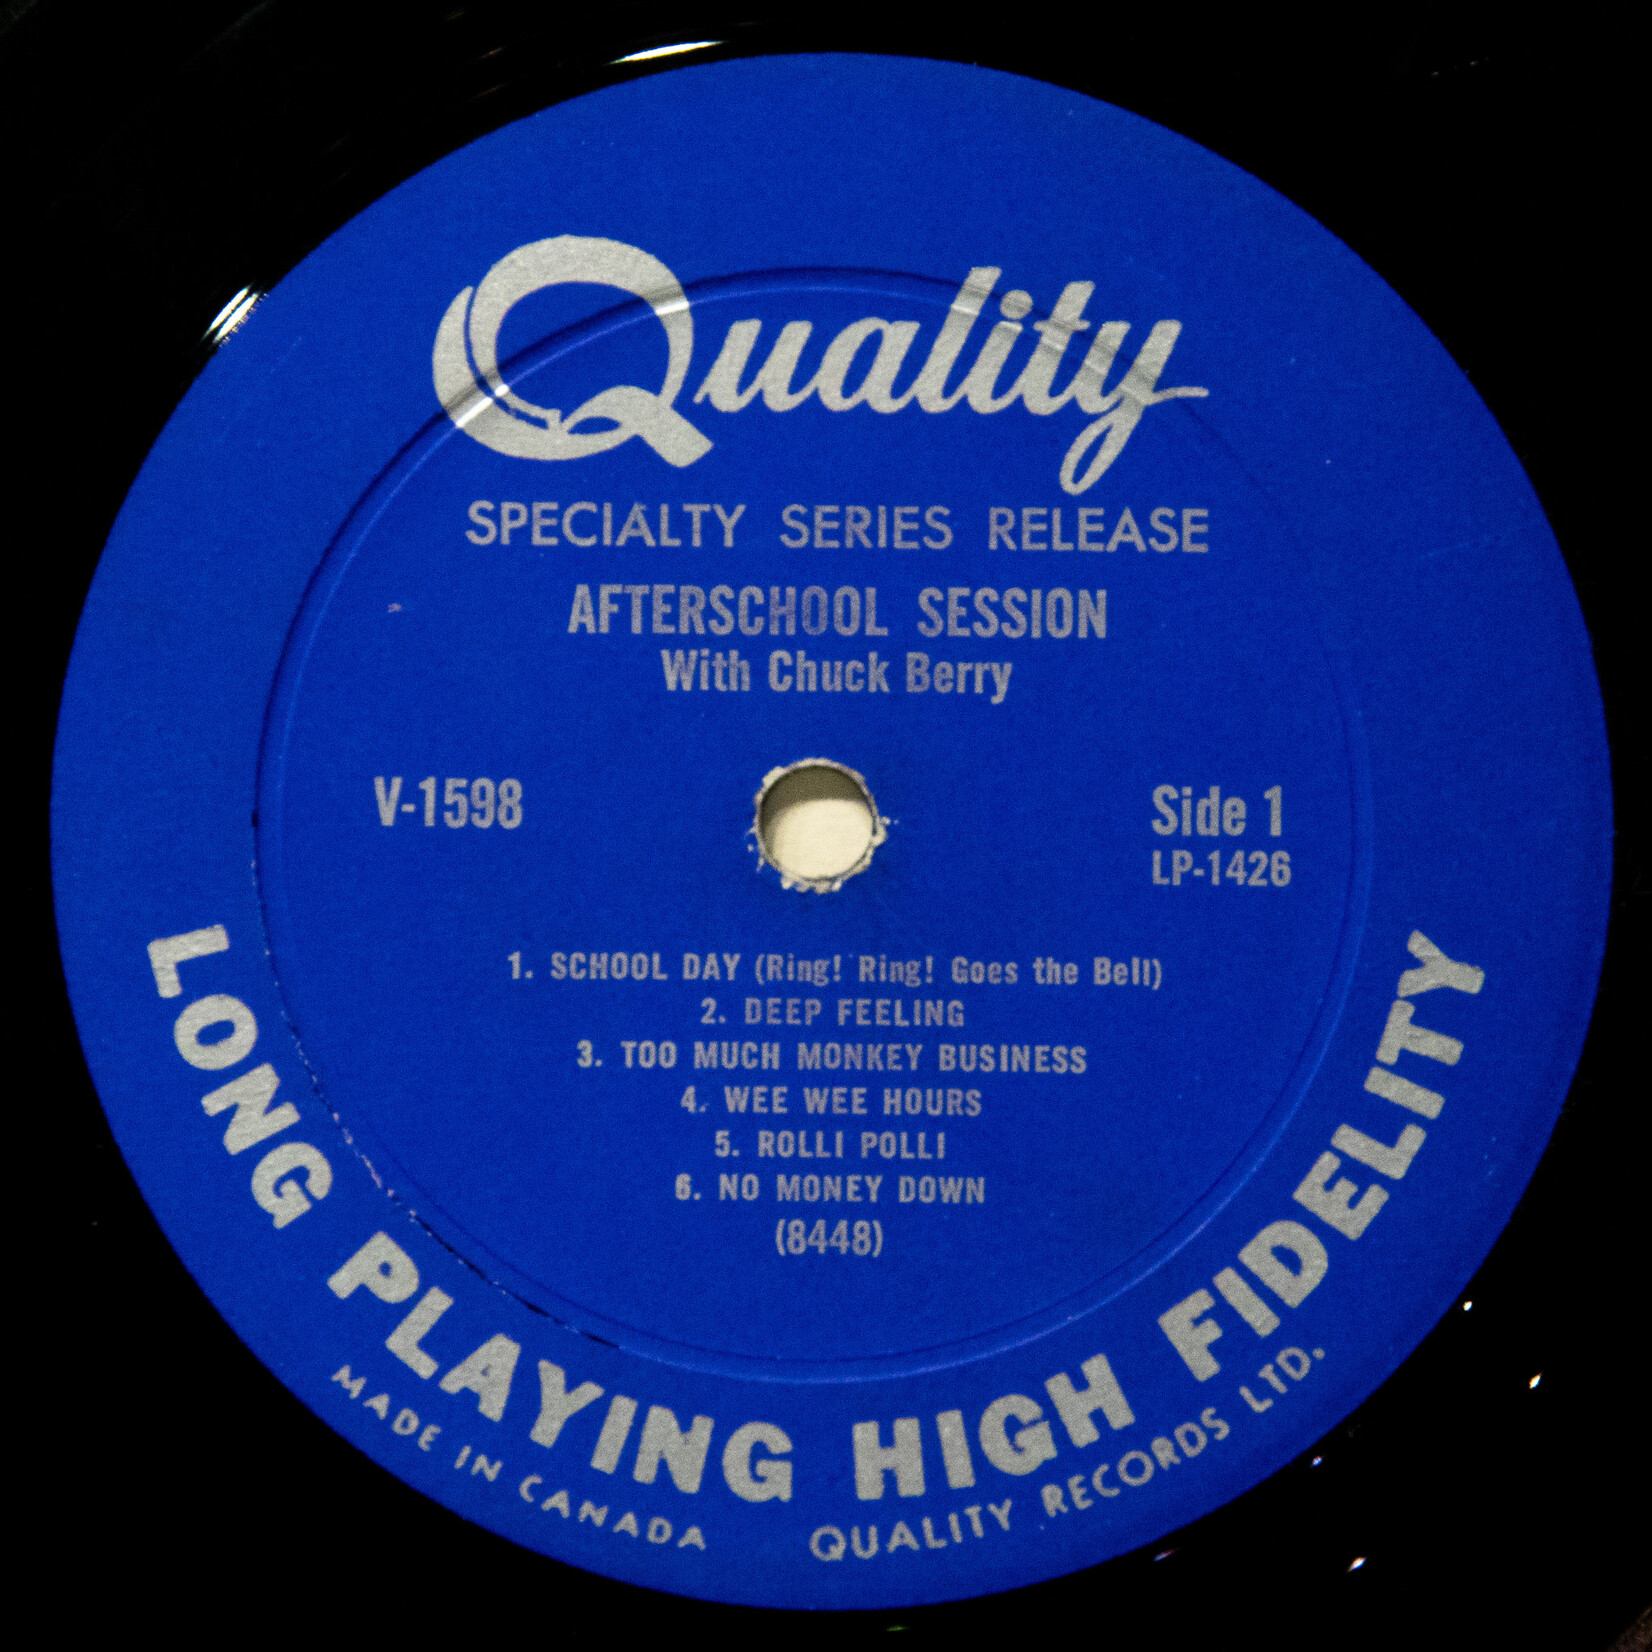 Quality
SPECIALTY SERIES RELEASE
AFTERSCHOOL SESSION
With Chuck Berry
V-1598
Side 1
LP-1426
1. SCHOOL DAY (Ring! Ring! Goes the Bell)
2. DEEP FEELING
3. TOO MUCH MONKEY BUSINESS
4. WEE WEE HOURS
5. ROLLI POLLI
6. NO MONEY DOWN
(8448)
LONG PLAYING HIGH FIDELITY
MADE IN CANADA QUALITY RECORDS LTD.